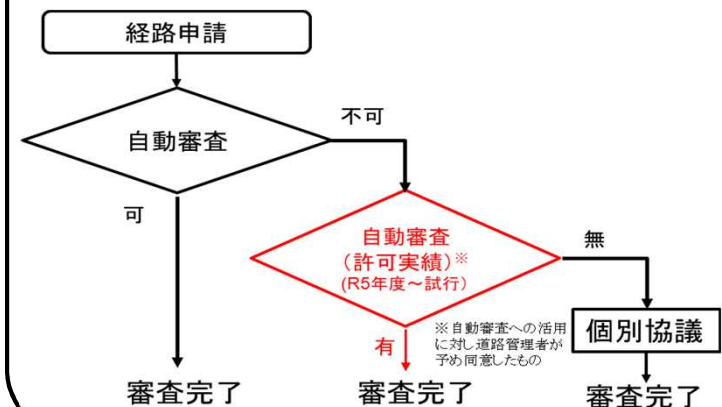 経路申請
自動審査
不可
可
自動審査
(許可実績)※
(R5年度～試行)
無
有
※自動審査への活用
に対し道路管理者が
予め同意したもの
個別協議
審査完了
審査完了
審査完了